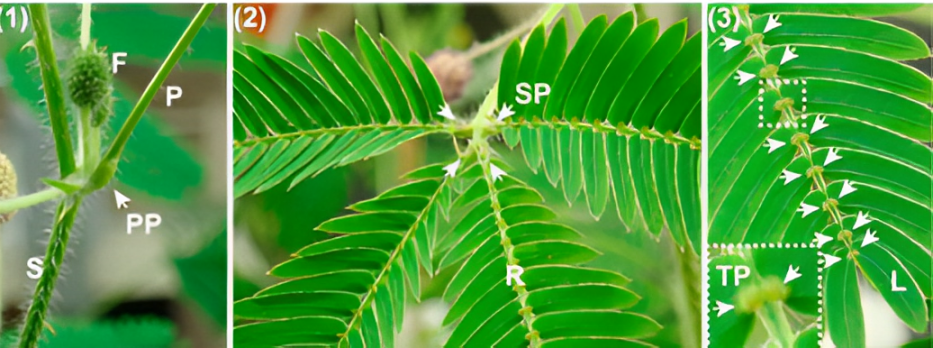 (1)
F
P
PP
S
(2)
SP
R
(3)
TP
L